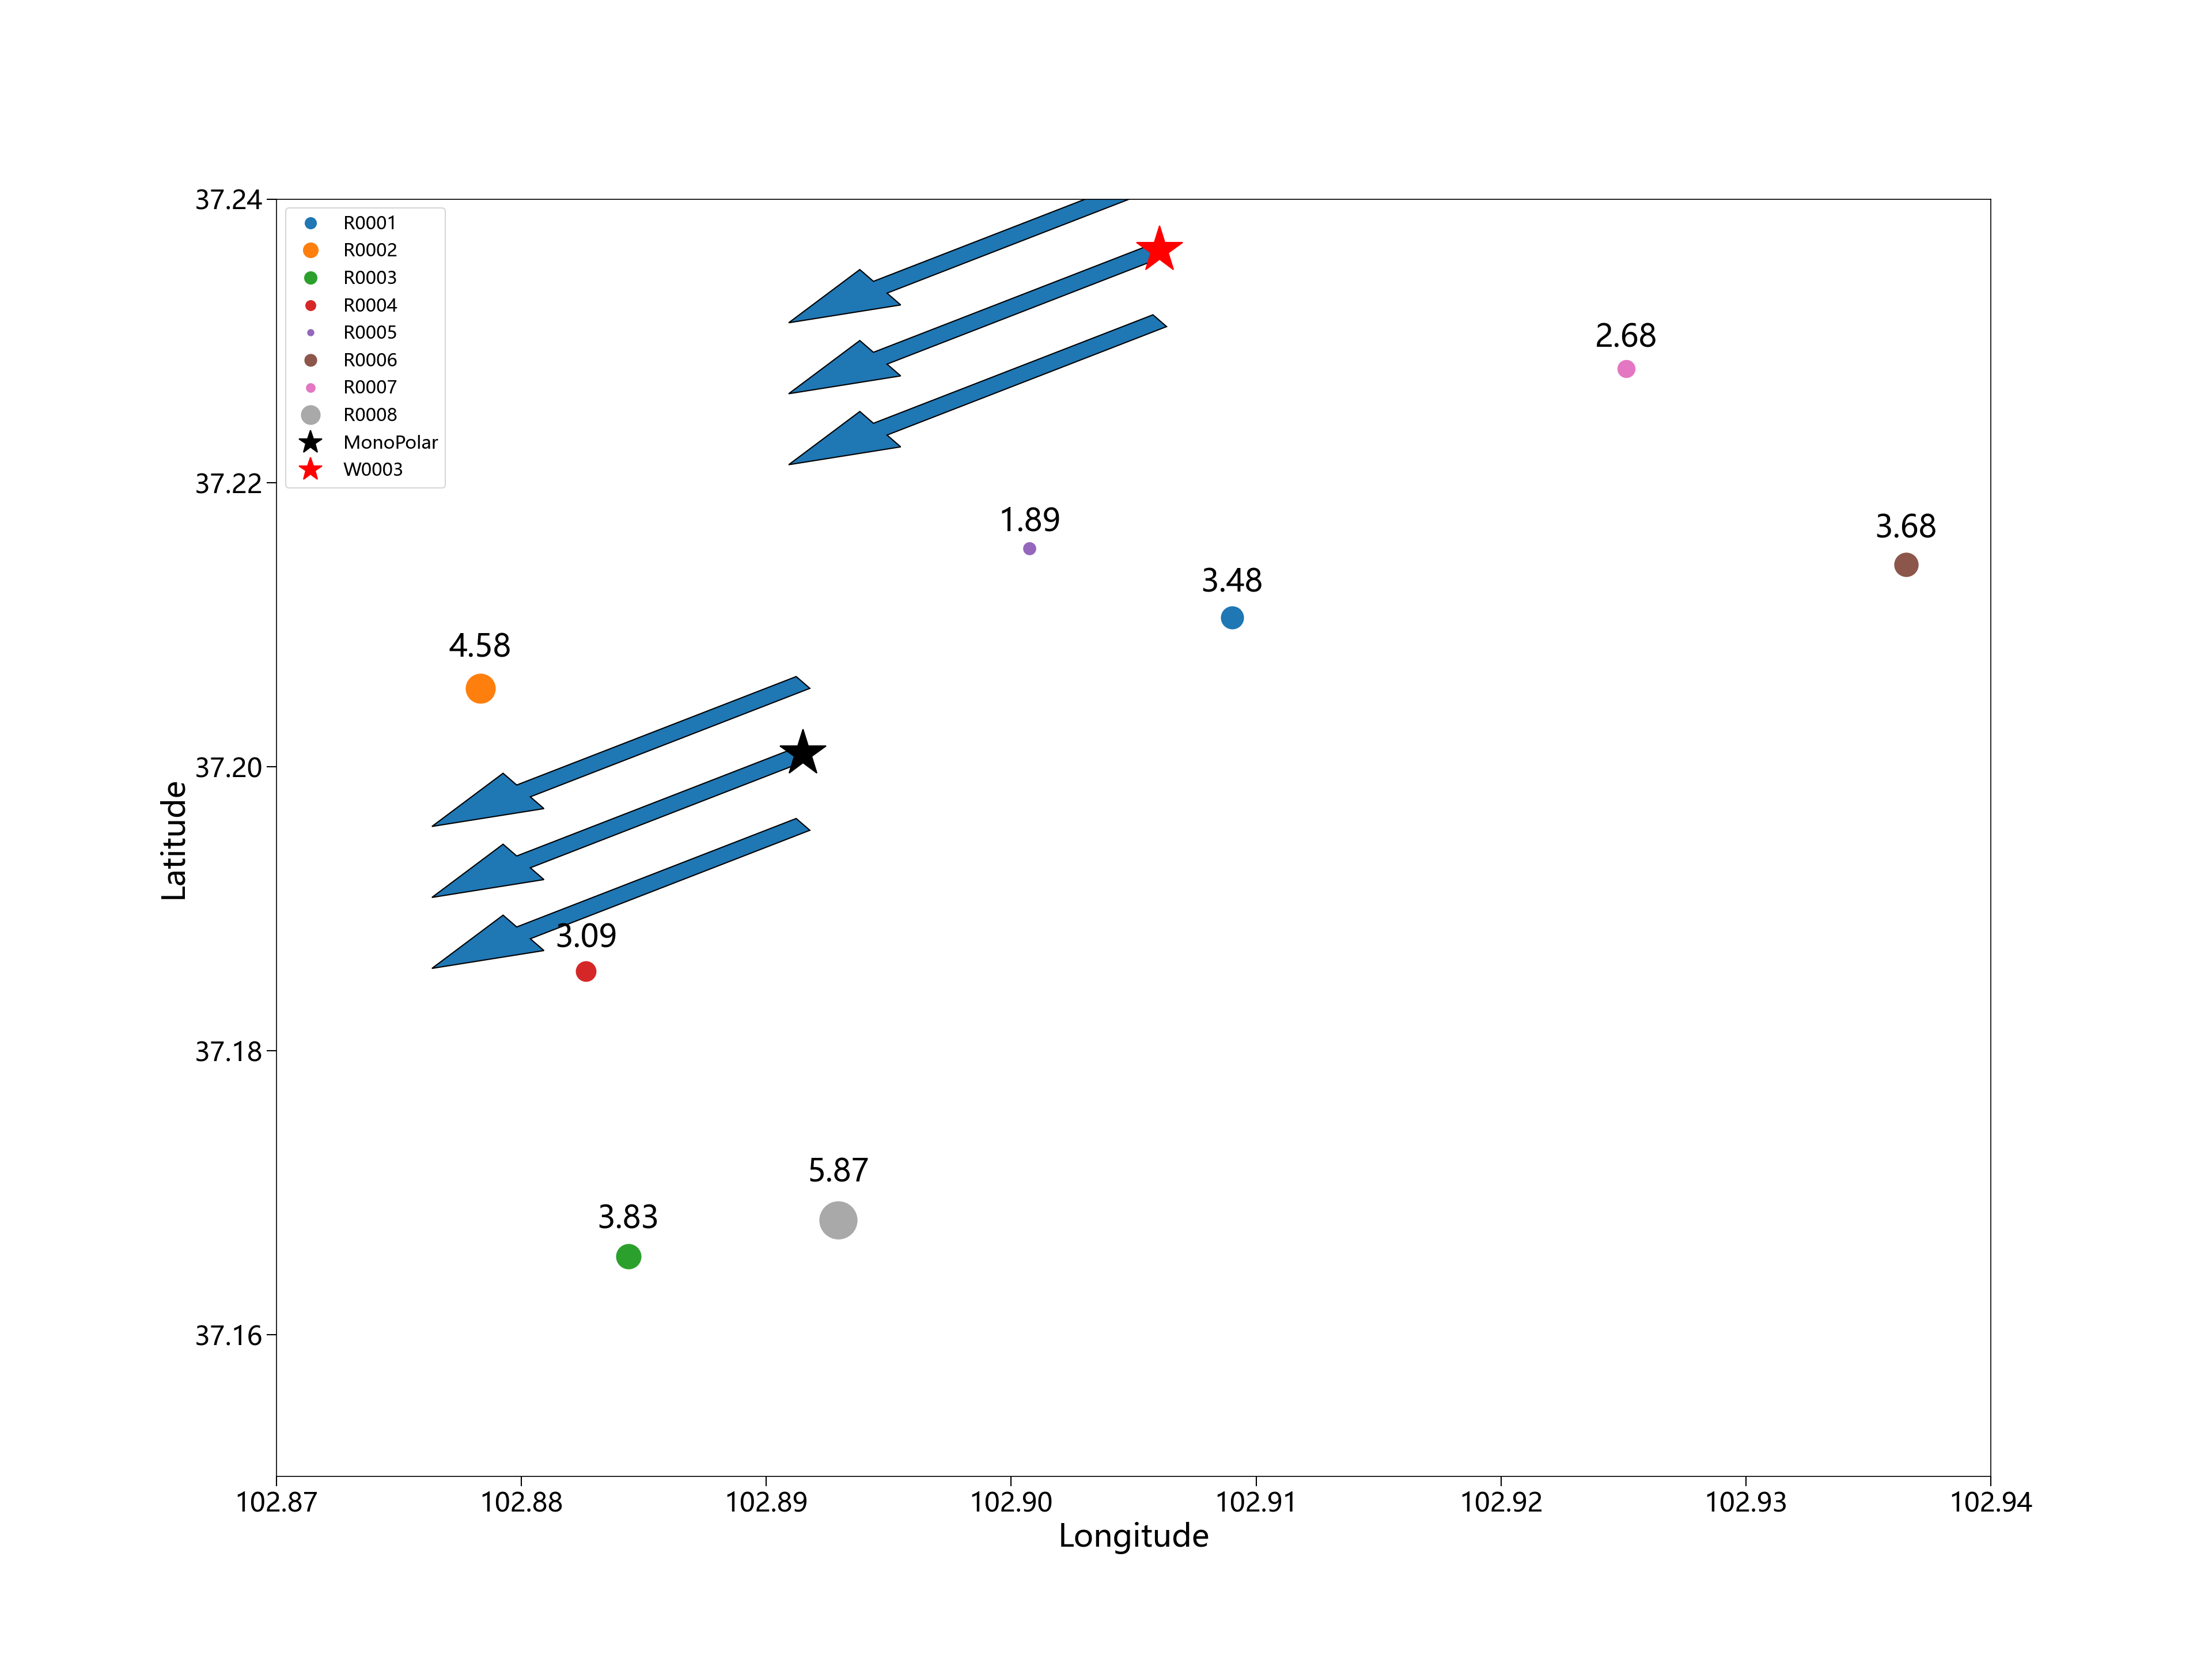 37.24
R0001
R0002
R0003
R0004
R0005
R0006
R0007
R0008
MonoPolar
W0003
2.68
37.22
1.89
3.68
3.48
4.58
37.20
Latitude
3.09
37.18
5.87
3.83
37.16
102.87 102.88 102.89 102.90 102.91 102.92 102.93 102.94
Longitude